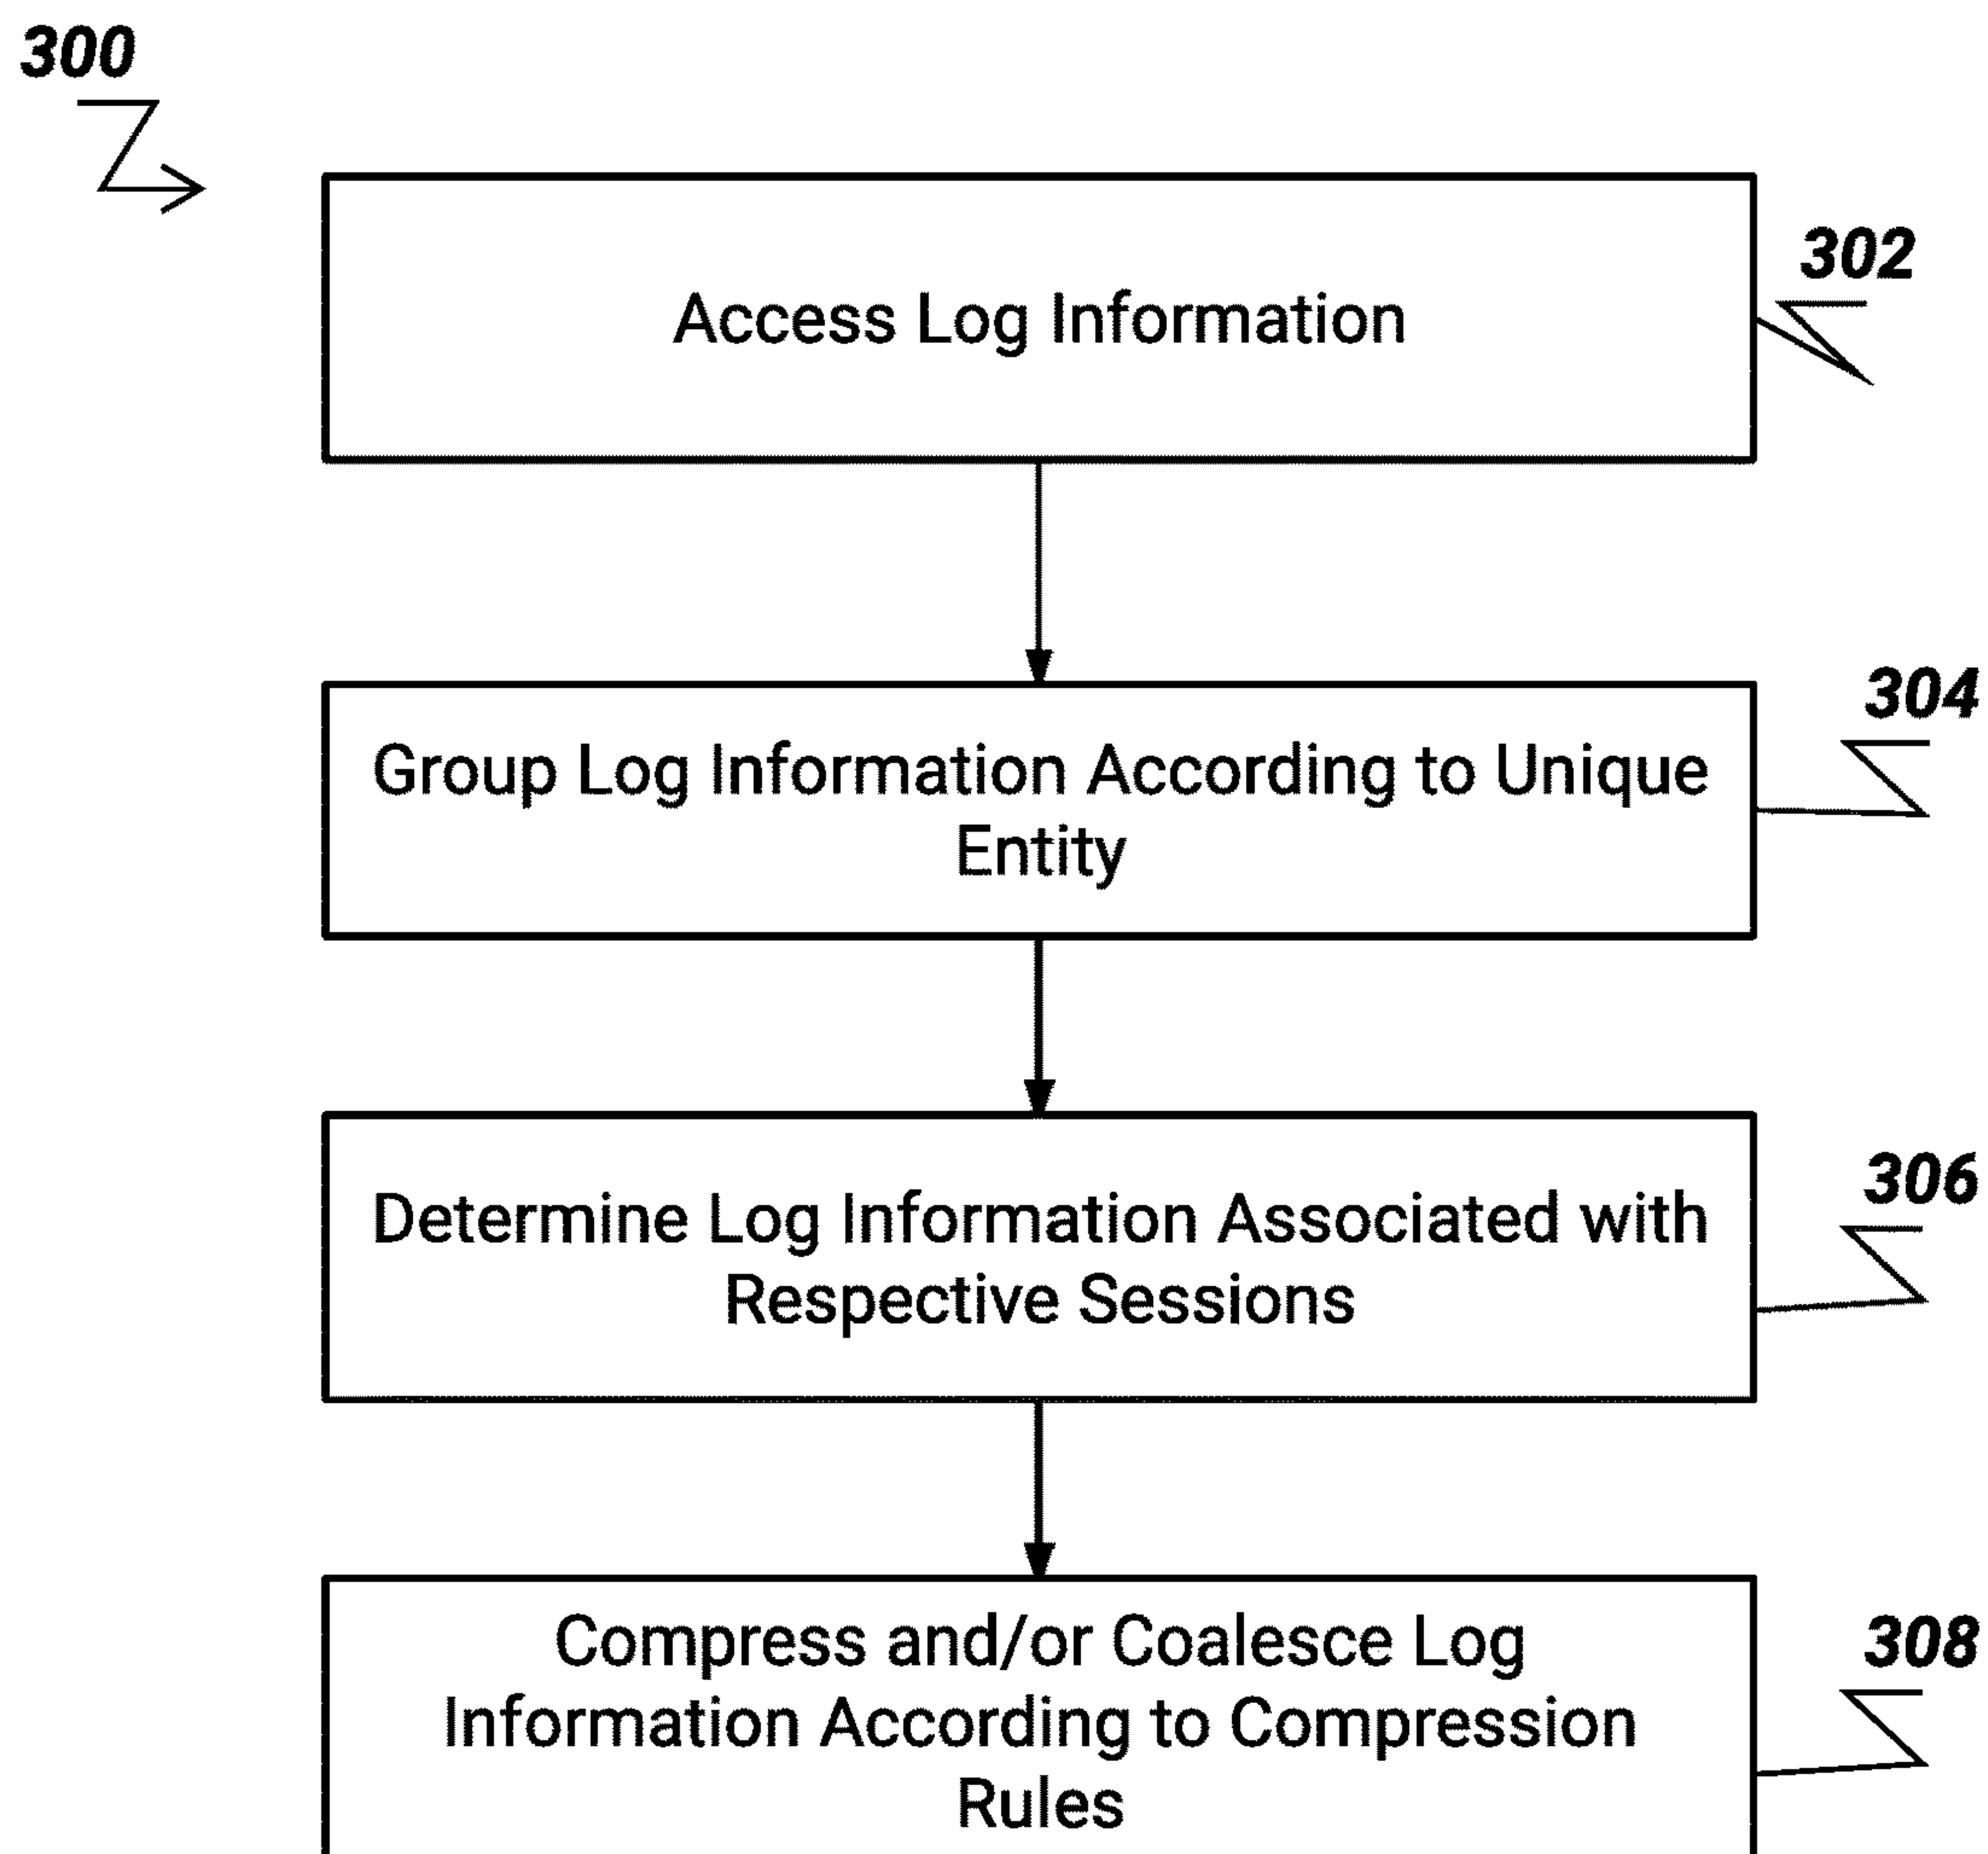 300
302
Access Log Information
304
Group Log Information According to Unique
Entity
306
Determine Log Information Associated with
Respective Sessions
308
Compress and/or Coalesce Log
Information According to Compression
Rules